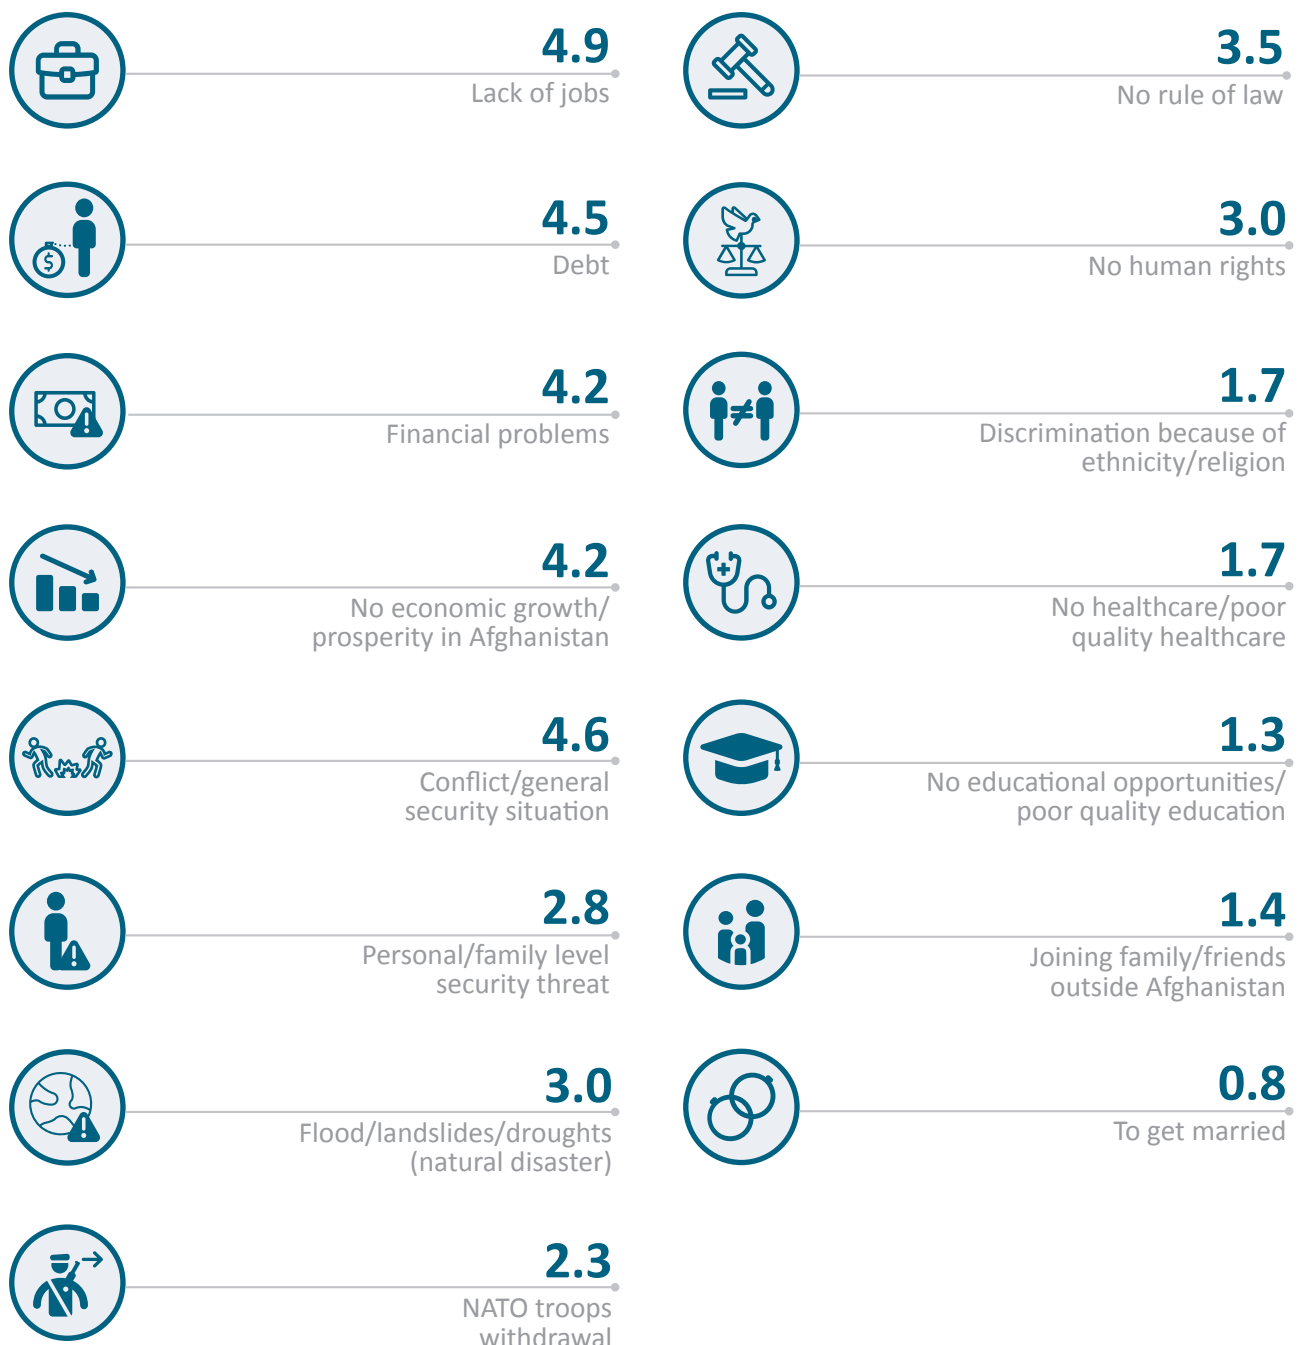 4.9
Lack of jobs
4.5
Debt
$
4.2
Financial problems
4.2
No economic growth/
prosperity in Afghanistan
4.6
Conflict/general
security situation
2.8
Personal/family level
security threat
3.0
Flood/landslides/droughts
(natural disaster)
2.3
NATO troops
withdrawal
3.5
No rule of law
3.0
No human rights
1.7
Discrimination because of
ethnicity/religion
1.7
No healthcare/poor
quality healthcare
1.3
No educational opportunities/
poor quality education
1.4
Joining family/friends
outside Afghanistan
0.8
To get married